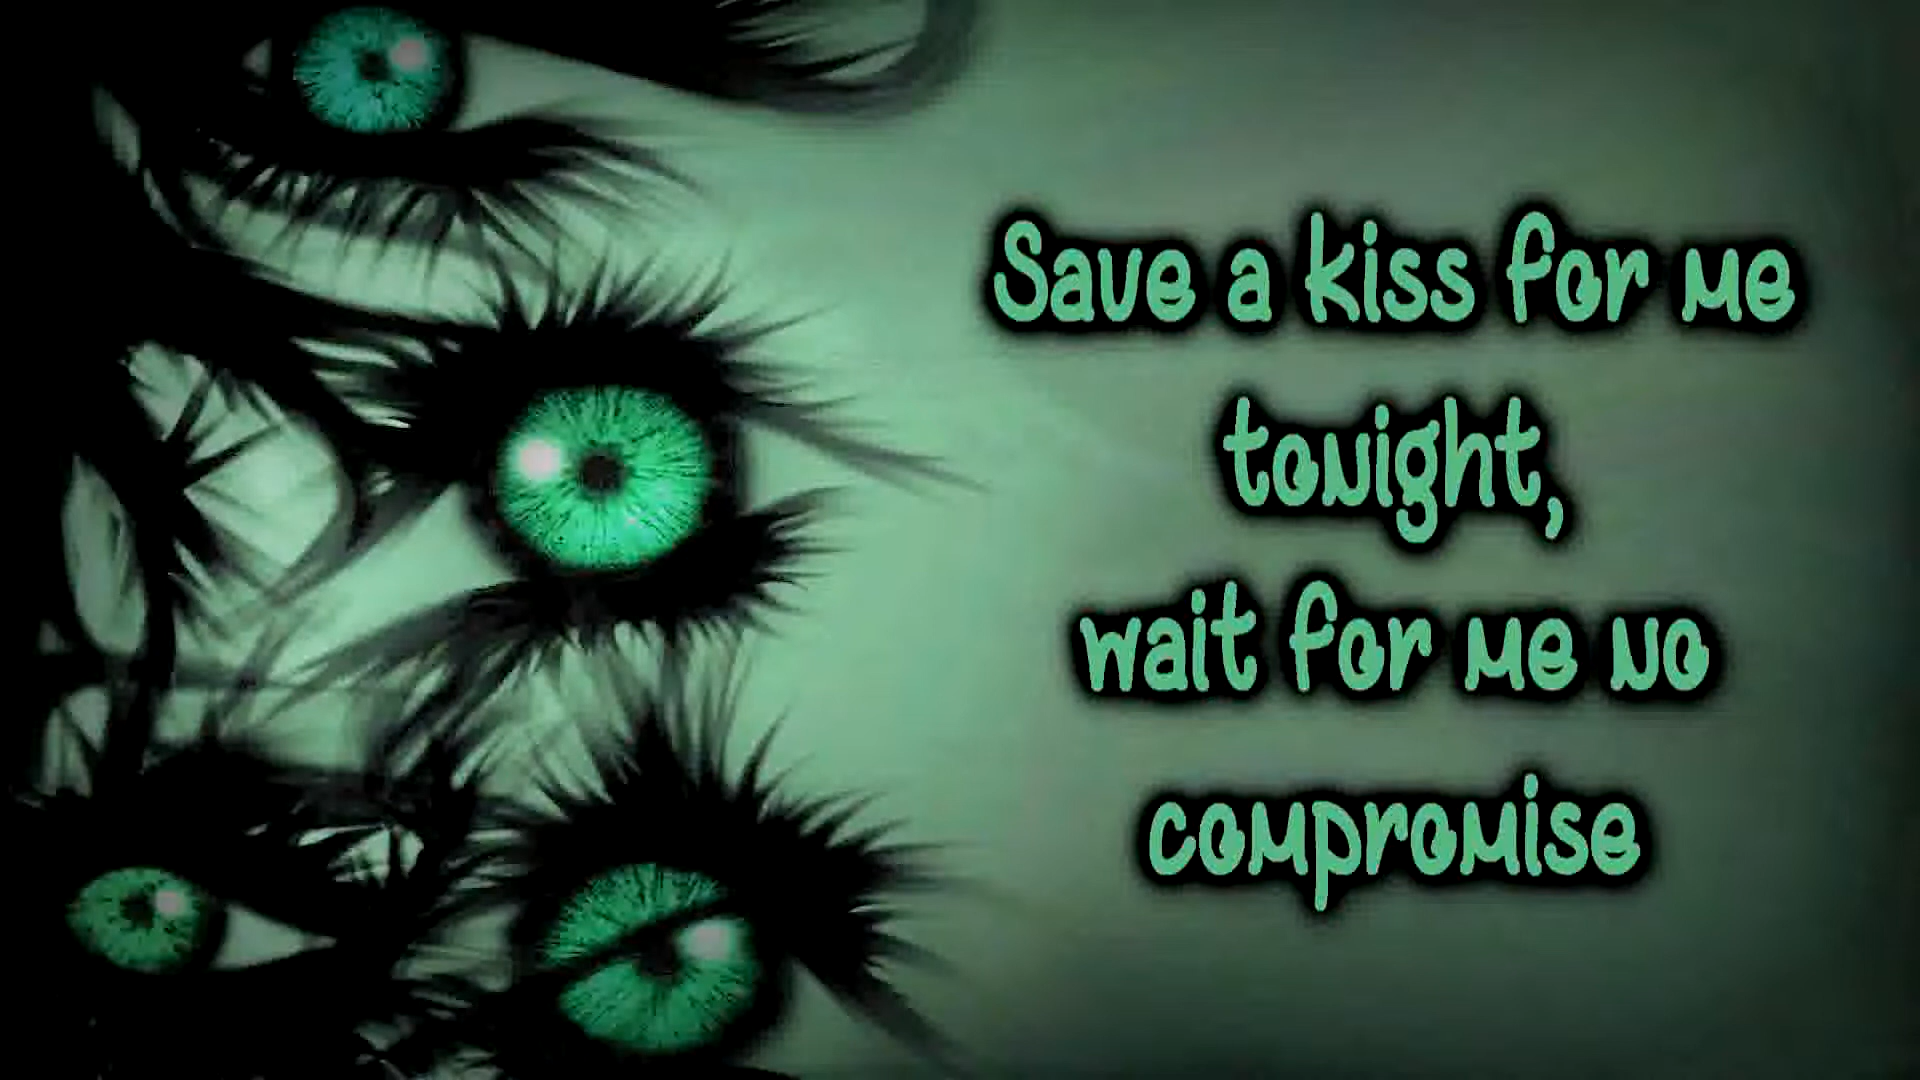 Save a kiss for me
tonight,
wait for me no
compromise